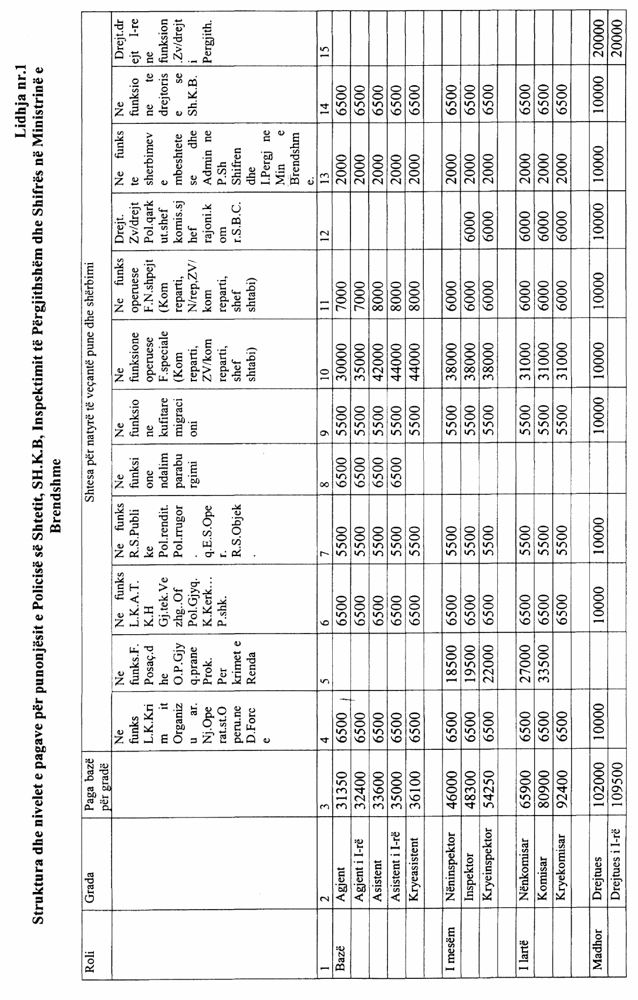 Lidhja nr.1
Struktura dhe nivelet e pagave për punonjësit e Policisë së Shtetit, SH.K.B, Inspektimit të Përgjithshëm dhe Shifrës në Ministrinë e
Brendshme
Roli Grada Paga bazë për gradë Shtesa për natyrë të veçantë pune dhe shërbimi
Ne funks L.K.Kri m it Organiz u ar. Nj.Ope rat.st.O peru.ne D.Forc e
Ne funks.F. Posaç.d he O.P.Gjy q.prane Prok. Per krimet e Renda
Ne funks L.K.A.T. K.H Gj.tek.Ve zhg..Of Pol.Gjyq. K.Kerk... P.shk.
Ne funks R.S.Publi ke Pol.rendit. Pol.rrugor . q.E.S.Ope r. R.S.Objek .
Ne funksi one ndalim parabu rgimi
Ne funksio ne kufitare migraci oni
Ne funksione operuese F.speciale (Kom reparti, ZV/kom reparti, shef shtabi)
Ne funks operuese F.N.shpejt (Kom reparti, N/rep,ZV/ kom reparti, shef shtabi)
Drejt. Zv/drejt Pol.qark ut.shef komis.sj hef rajoni.k om r.S.B.C.
Ne funks te sherbimev e mbeshtete se dhe Admin ne P.Sh Shifren dhe I.Pergj ne Min e Brendshm e.
Ne funksio ne te drejtoris e se Sh.K.B.
Drejt.dr ejt I-re ne funksion .Zv/drejt i Pergjith.
1 2 3 4 5 6 7 8 9 10 11 12 13 14 15
Bazë Agjent 31350 6500 6500 5500 6500 5500 30000 7000 2000 6500
Agjent i I-rë 32400 6500 6500 5500 6500 5500 35000 7000 2000 6500
Asistent 33600 6500 6500 5500 6500 5500 42000 8000 2000 6500
Asistent i I-rë 35000 6500 6500 5500 6500 5500 44000 8000 2000 6500
Kryeasistent 36100 6500 6500 5500 5500 44000 8000 2000 6500
I mesëm Nëninspektor 46000 6500 18500 6500 5500 5500 38000 6000 2000 6500
Inspektor 48300 6500 19500 6500 5500 5500 38000 6000 6000 2000 6500
Kryeinspektor 54250 6500 22000 6500 5500 5500 38000 6000 6000 2000 6500
I lartë Nënkomisar 65900 6500 27000 6500 5500 5500 31000 6000 6000 2000 6500
Komisar 80900 6500 33500 6500 5500 5500 31000 6000 6000 2000 6500
Kryekomisar 92400 6500 6500 5500 5500 31000 6000 6000 2000 6500
Madhor Drejtues 102000 10000 10000 10000 10000 10000 10000 10000 10000 10000 20000
Drejtues i I-rë 109500 20000